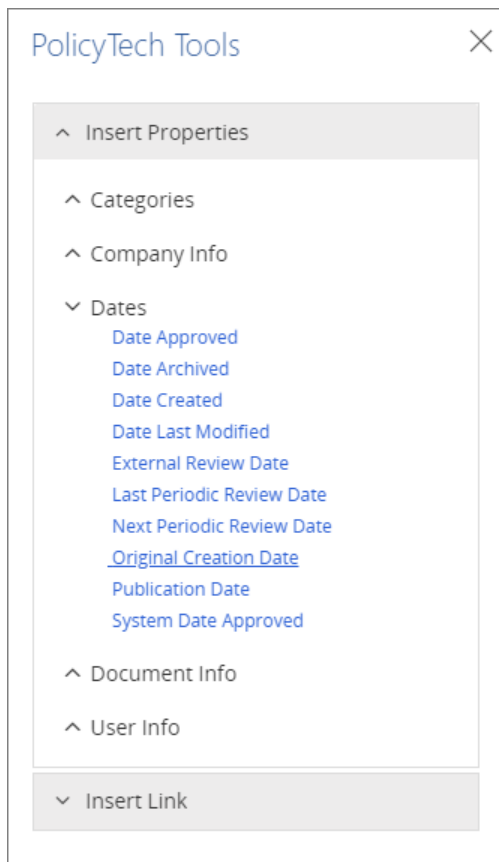 PolicyTech Tools
Insert Properties
Categories
Company Info
Dates
Date Approved
Date Archived
Date Created
Date Last Modified
External Review Date
Last Periodic Review Date
Next Periodic Review Date
Original Creation Date
Publication Date
System Date Approved
Document Info
User Info
Insert Link